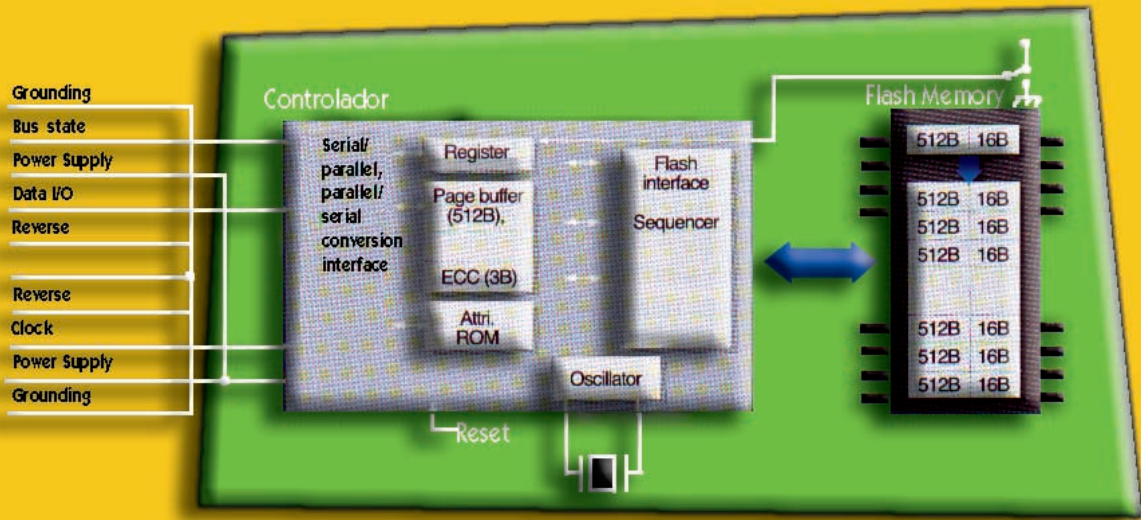 Grounding
Bus state
Power Supply
Data I/O
Reverse
Reverse
Clock
Power Supply
Grounding
Controlador
Serial/
parallel,
parallel/
serial
conversion
interface
Register
Page buffer
(512B),
ECC (3B)
Attri.
ROM
Flash
interface
Sequencer
Oscillator
Reset
Flash Memory
512B 16B
512B 16B
512B 16B
512B 16B
512B 16B
512B 16B
512B 16B